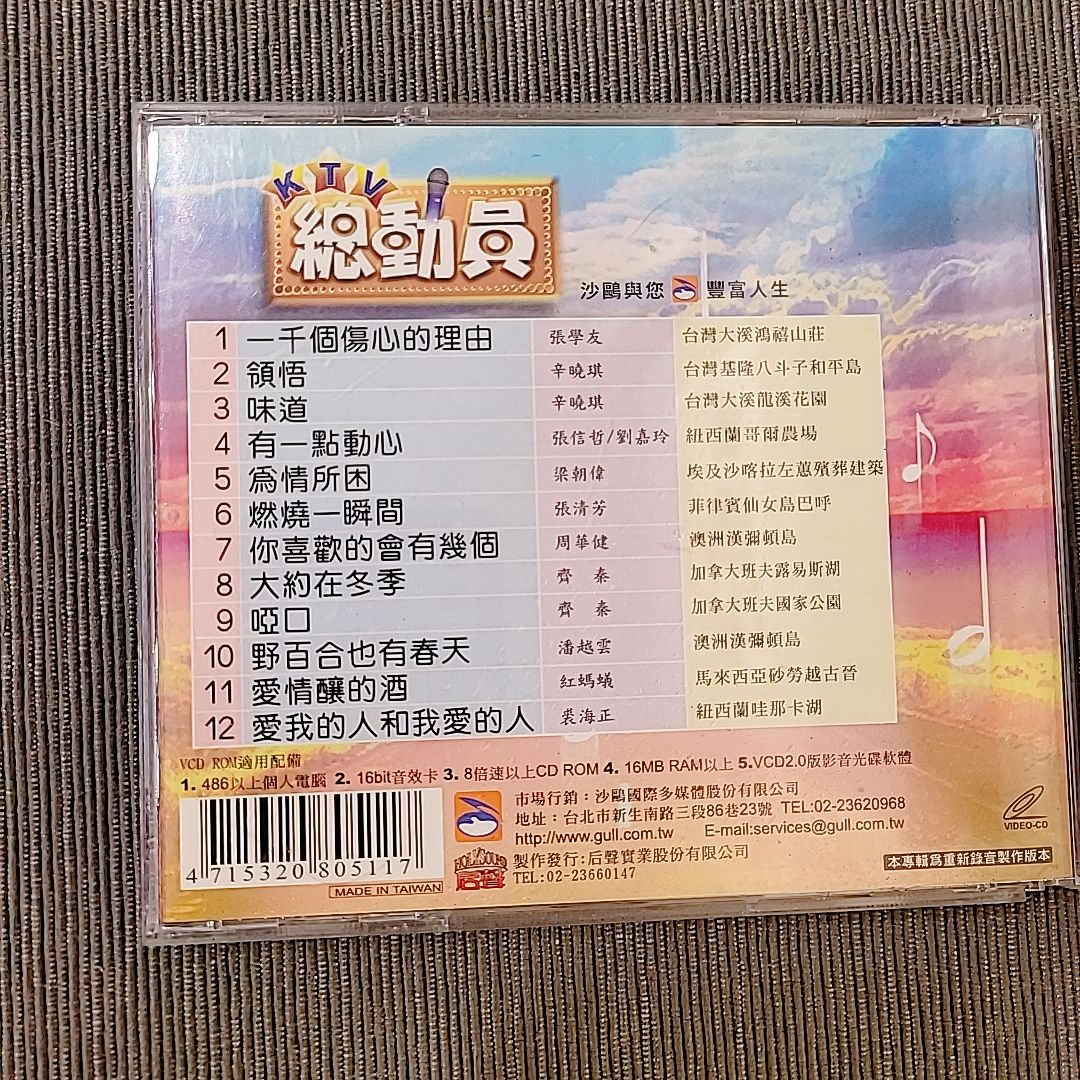 KTV
總動員
沙鷗與您 豐富人生
1 一千個傷心的理由 張學友 台灣大溪鴻禧山莊
2 領悟 辛曉琪 台灣基隆八斗子和平島
3 味道 辛曉琪 台灣大溪龍溪花園
4 有一點動心 張信哲/劉嘉玲 紐西蘭哥爾農場
5 為情所困 梁朝偉 埃及沙喀拉左蕙殯葬建築
6 燃燒一瞬間 張清芳 菲律賓仙女島巴呼
7 你喜歡的會有幾個 周華健 澳洲漢彌頓島
8 大約在冬季 齊 秦 加拿大班夫露易斯湖
9 啞口 齊 秦 加拿大班夫國家公園
10 野百合也有春天 潘越雲 澳洲漢彌頓島
11 愛情釀的酒 紅螞蟻 馬來西亞砂勞越古晉
12 愛我的人和我愛的人 裘海正 紐西蘭哇那卡湖
VCD ROM適用配備
1. 486以上個人電腦 2. 16bit音效卡 3. 8倍速以上CD ROM 4. 16MB RAM以上 5.VCD2.0版影音光碟軟體
市場行銷：沙鷗國際多媒體股份有限公司
地址：台北市新生南路三段86巷23號 TEL:02-23620968
http://www.gull.com.tw E-mail:services@gull.com.tw
VIDEO-CD
HOLYSOUND
后聲
製作發行:后聲實業股份有限公司
TEL:02-23660147
本專輯為重新錄音製作版本
4 715320 805117
MADE IN TAIWAN